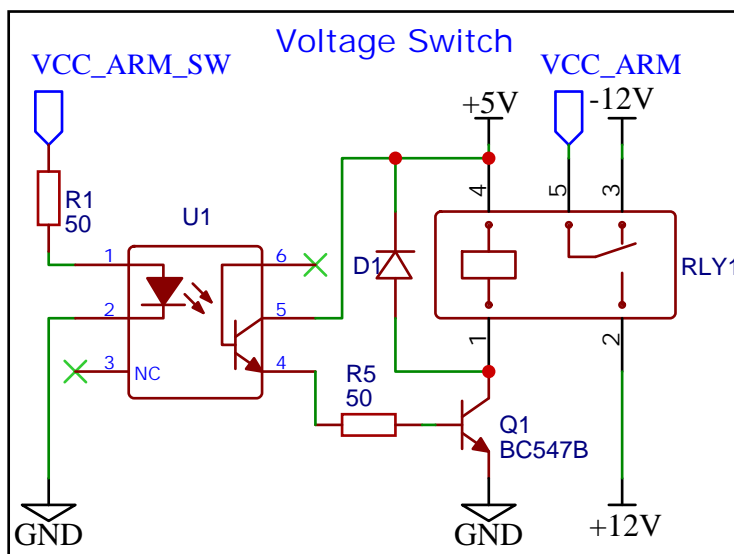 Voltage Switch
VCC_ARM_SW
VCC_ARM
+5V
-12V
R1
50
U1
4
5
3
1
6
D1
RLY1
2
5
3
NC
4
1
2
R5
50
Q1
BC547B
GND
GND
+12V